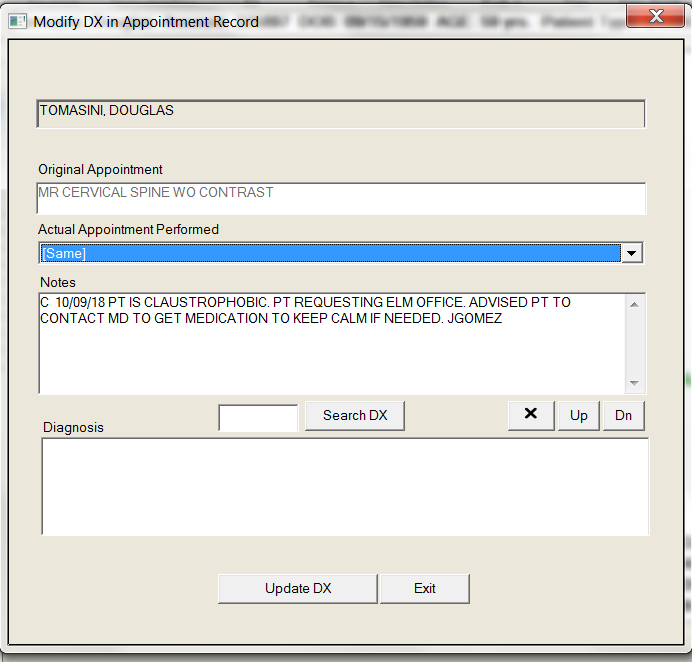 Modify DX in Appointment Record
TOMASINI, DOUGLAS
Original Appointment
MR CERVICAL SPINE WO CONTRAST
Actual Appointment Performed
[Same]
Notes
C 10/09/18 PT IS CLAUSTROPHOBIC. PT REQUESTING ELM OFFICE. ADVISED PT TO
CONTACT MD TO GET MEDICATION TO KEEP CALM IF NEEDED. JGOMEZ
Search DX
Up
Dn
Diagnosis
Update DX
Exit